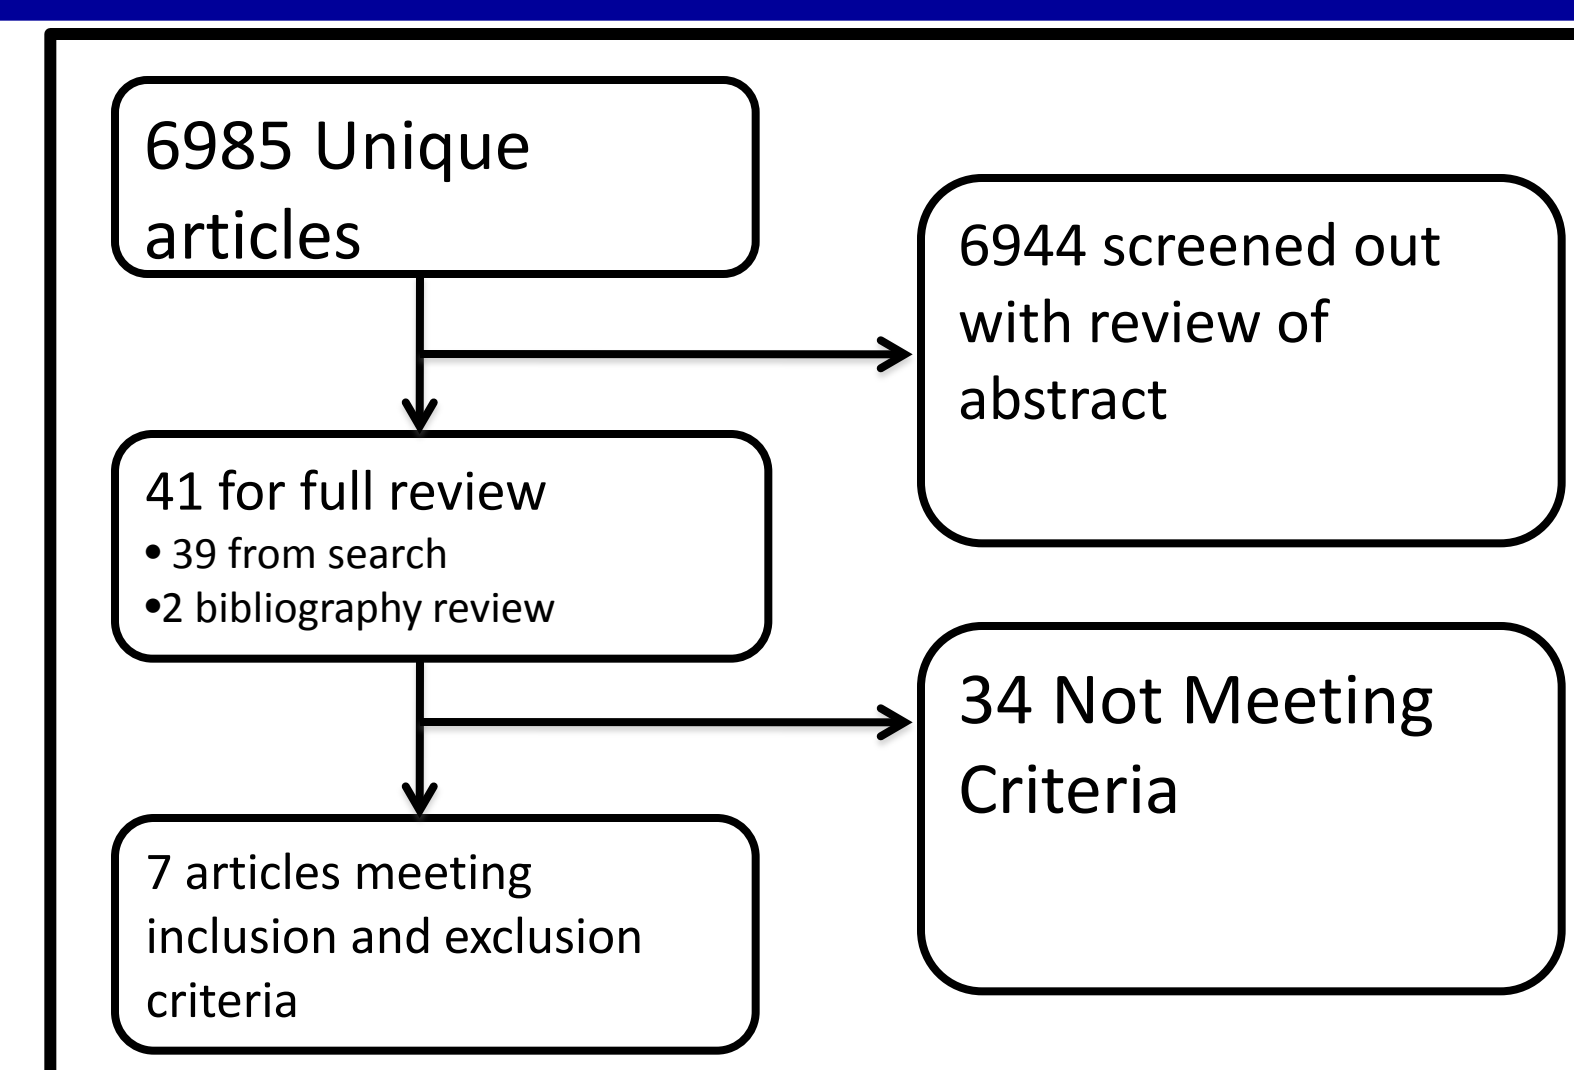 6985 Unique
articles
6944 screened out
with review of
abstract
41 for full review
• 39 from search
•2 bibliography review
34 Not Meeting
Criteria
7 articles meeting
inclusion and exclusion
criteria